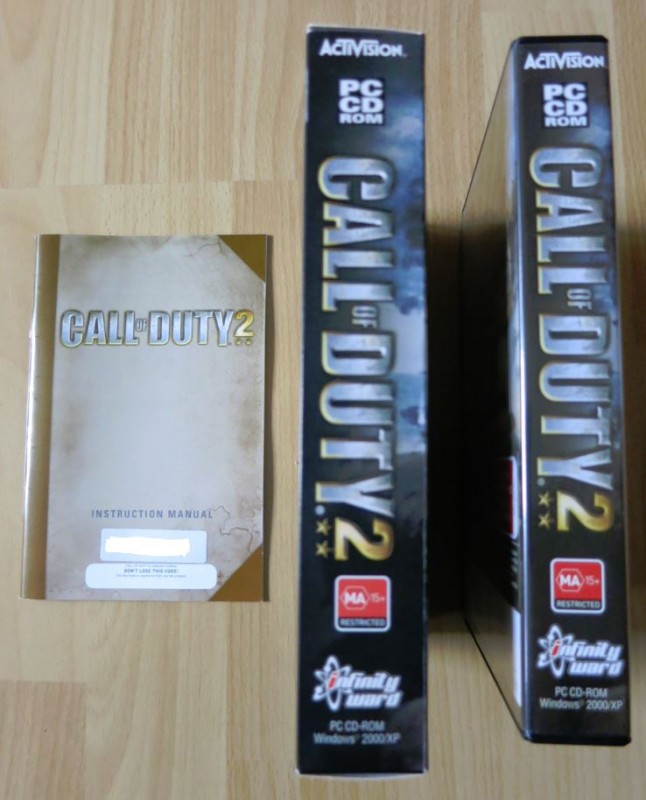 CALL OF DUTY 2
INSTRUCTION MANUAL
DON'T LOSE THIS CODE!
ACTIVISION
PC
CD
ROM
CALL OF DUTY 2
MA 15+
RESTRICTED
infinity
ward
PC CD-ROM
Windows® 2000/XP
ACTIVISION
PC
CD
ROM
CALL OF DUTY 2
MA 15+
RESTRICTED
infinity
ward
PC CD-ROM
Windows® 2000/XP